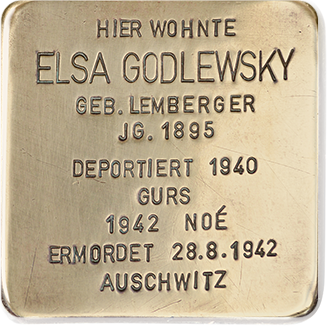 HIER WOHNTE
ELSA GODLEWSKY
GEB. LEMBERGER
JG. 1895
DEPORTIERT 1940
GURS
1942 NOÉ
ERMORDET 28.8.1942
AUSCHWITZ